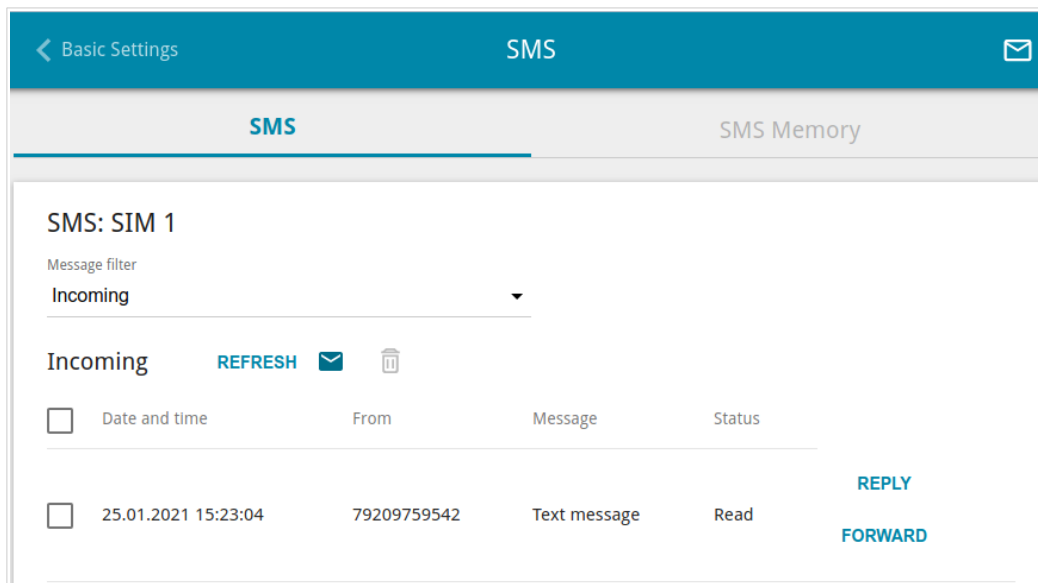 Basic Settings SMS
SMS SMS Memory
SMS: SIM 1
Message filter
Incoming
Incoming REFRESH
Date and time From Message Status
REPLY
25.01.2021 15:23:04 79209759542 Text message Read
FORWARD